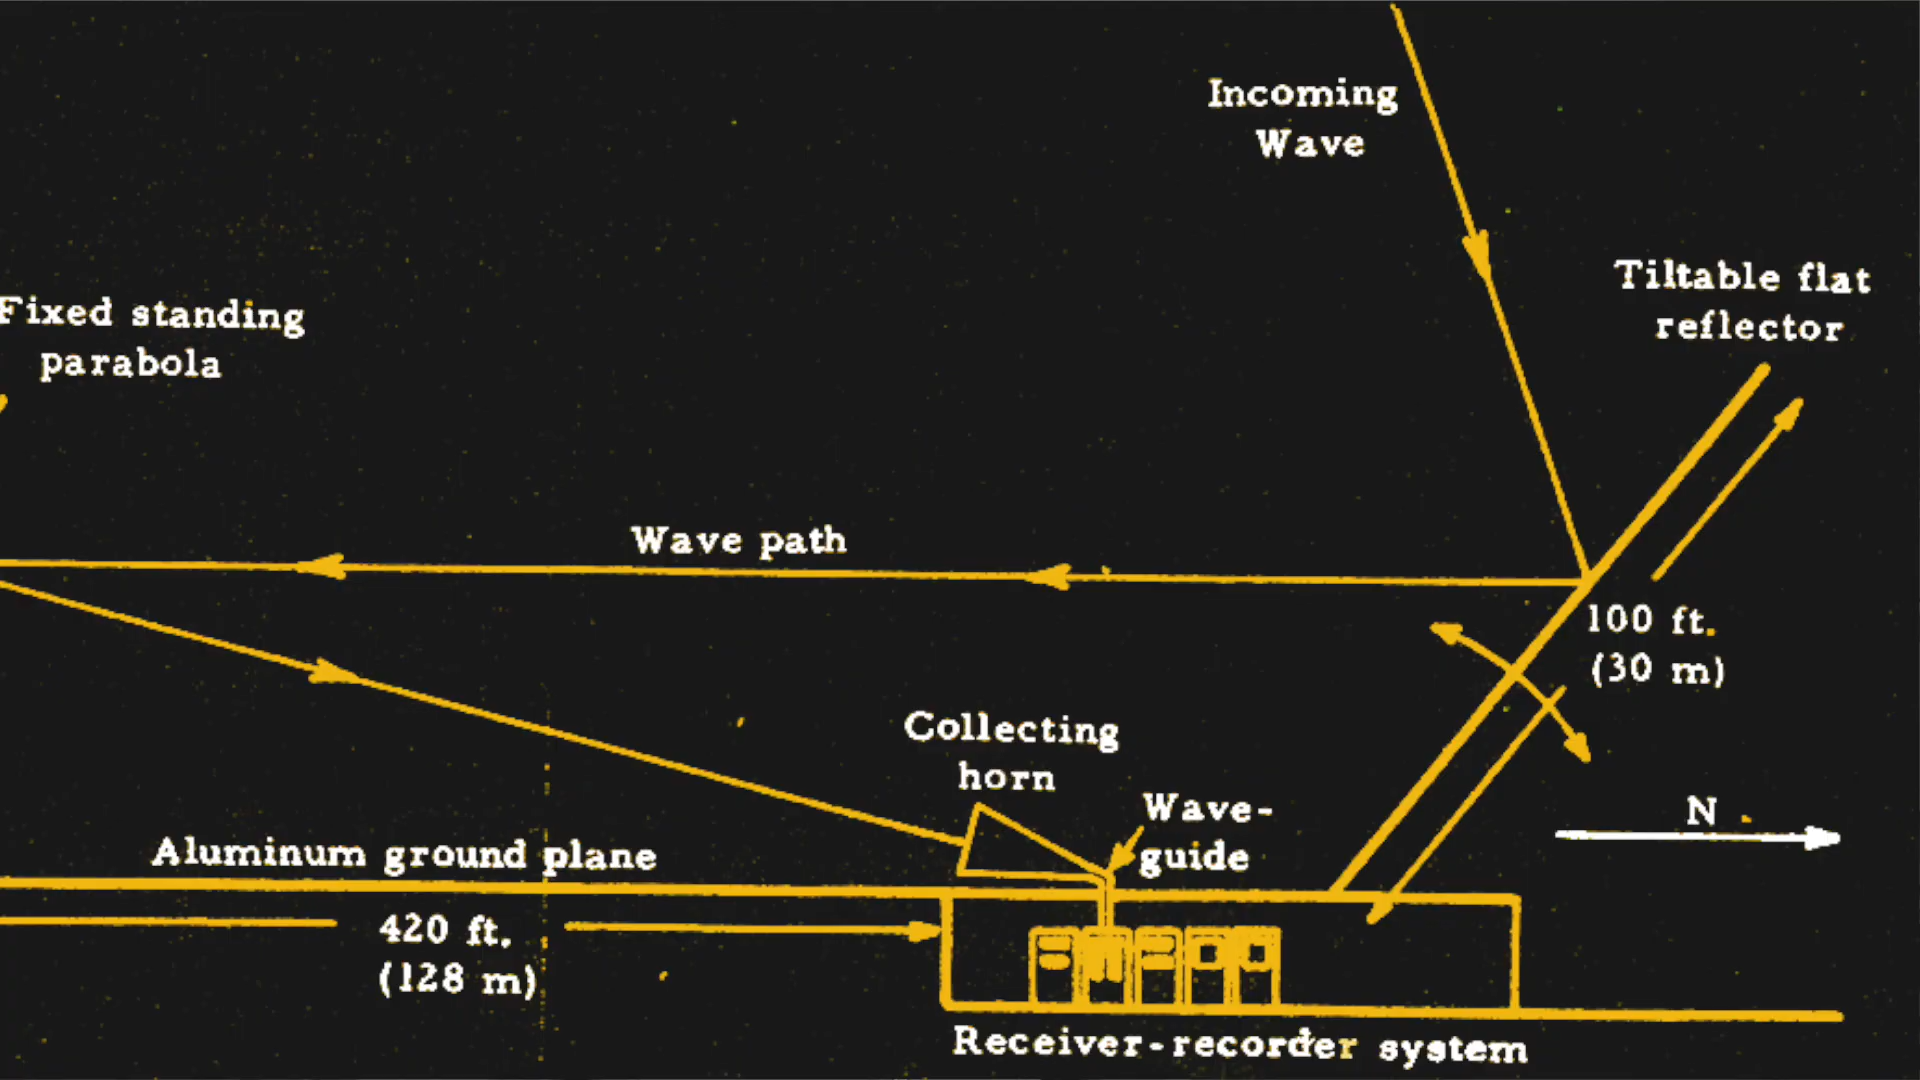 Incoming
Wave
Tiltable flat
reflector
Fixed standing
parabola
Wave path
100 ft.
(30 m)
Collecting
horn
Wave-
guide
N
Aluminum ground plane
420 ft.
(128 m)
Receiver-recorder system